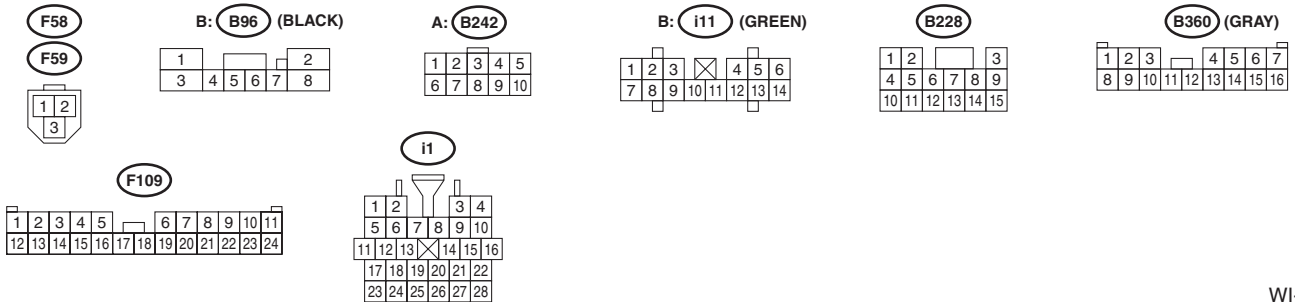 F58
F59
1 2
3
B: B96 (BLACK)
1 2
3 4 5 6 7 8
A: B242
1 2 3 4 5
6 7 8 9 10
B: i11 (GREEN)
1 2 3 4 5 6
7 8 9 10 11 12 13 14
B228
1 2 3
4 5 6 7 8 9
10 11 12 13 14 15
B360 (GRAY)
1 2 3 4 5 6 7
8 9 10 11 12 13 14 15 16
F109
1 2 3 4 5 6 7 8 9 10 11
12 13 14 15 16 17 18 19 20 21 22 23 24
i1
1 2 3 4
5 6 7 8 9 10
11 12 13 14 15 16
17 18 19 20 21 22
23 24 25 26 27 28